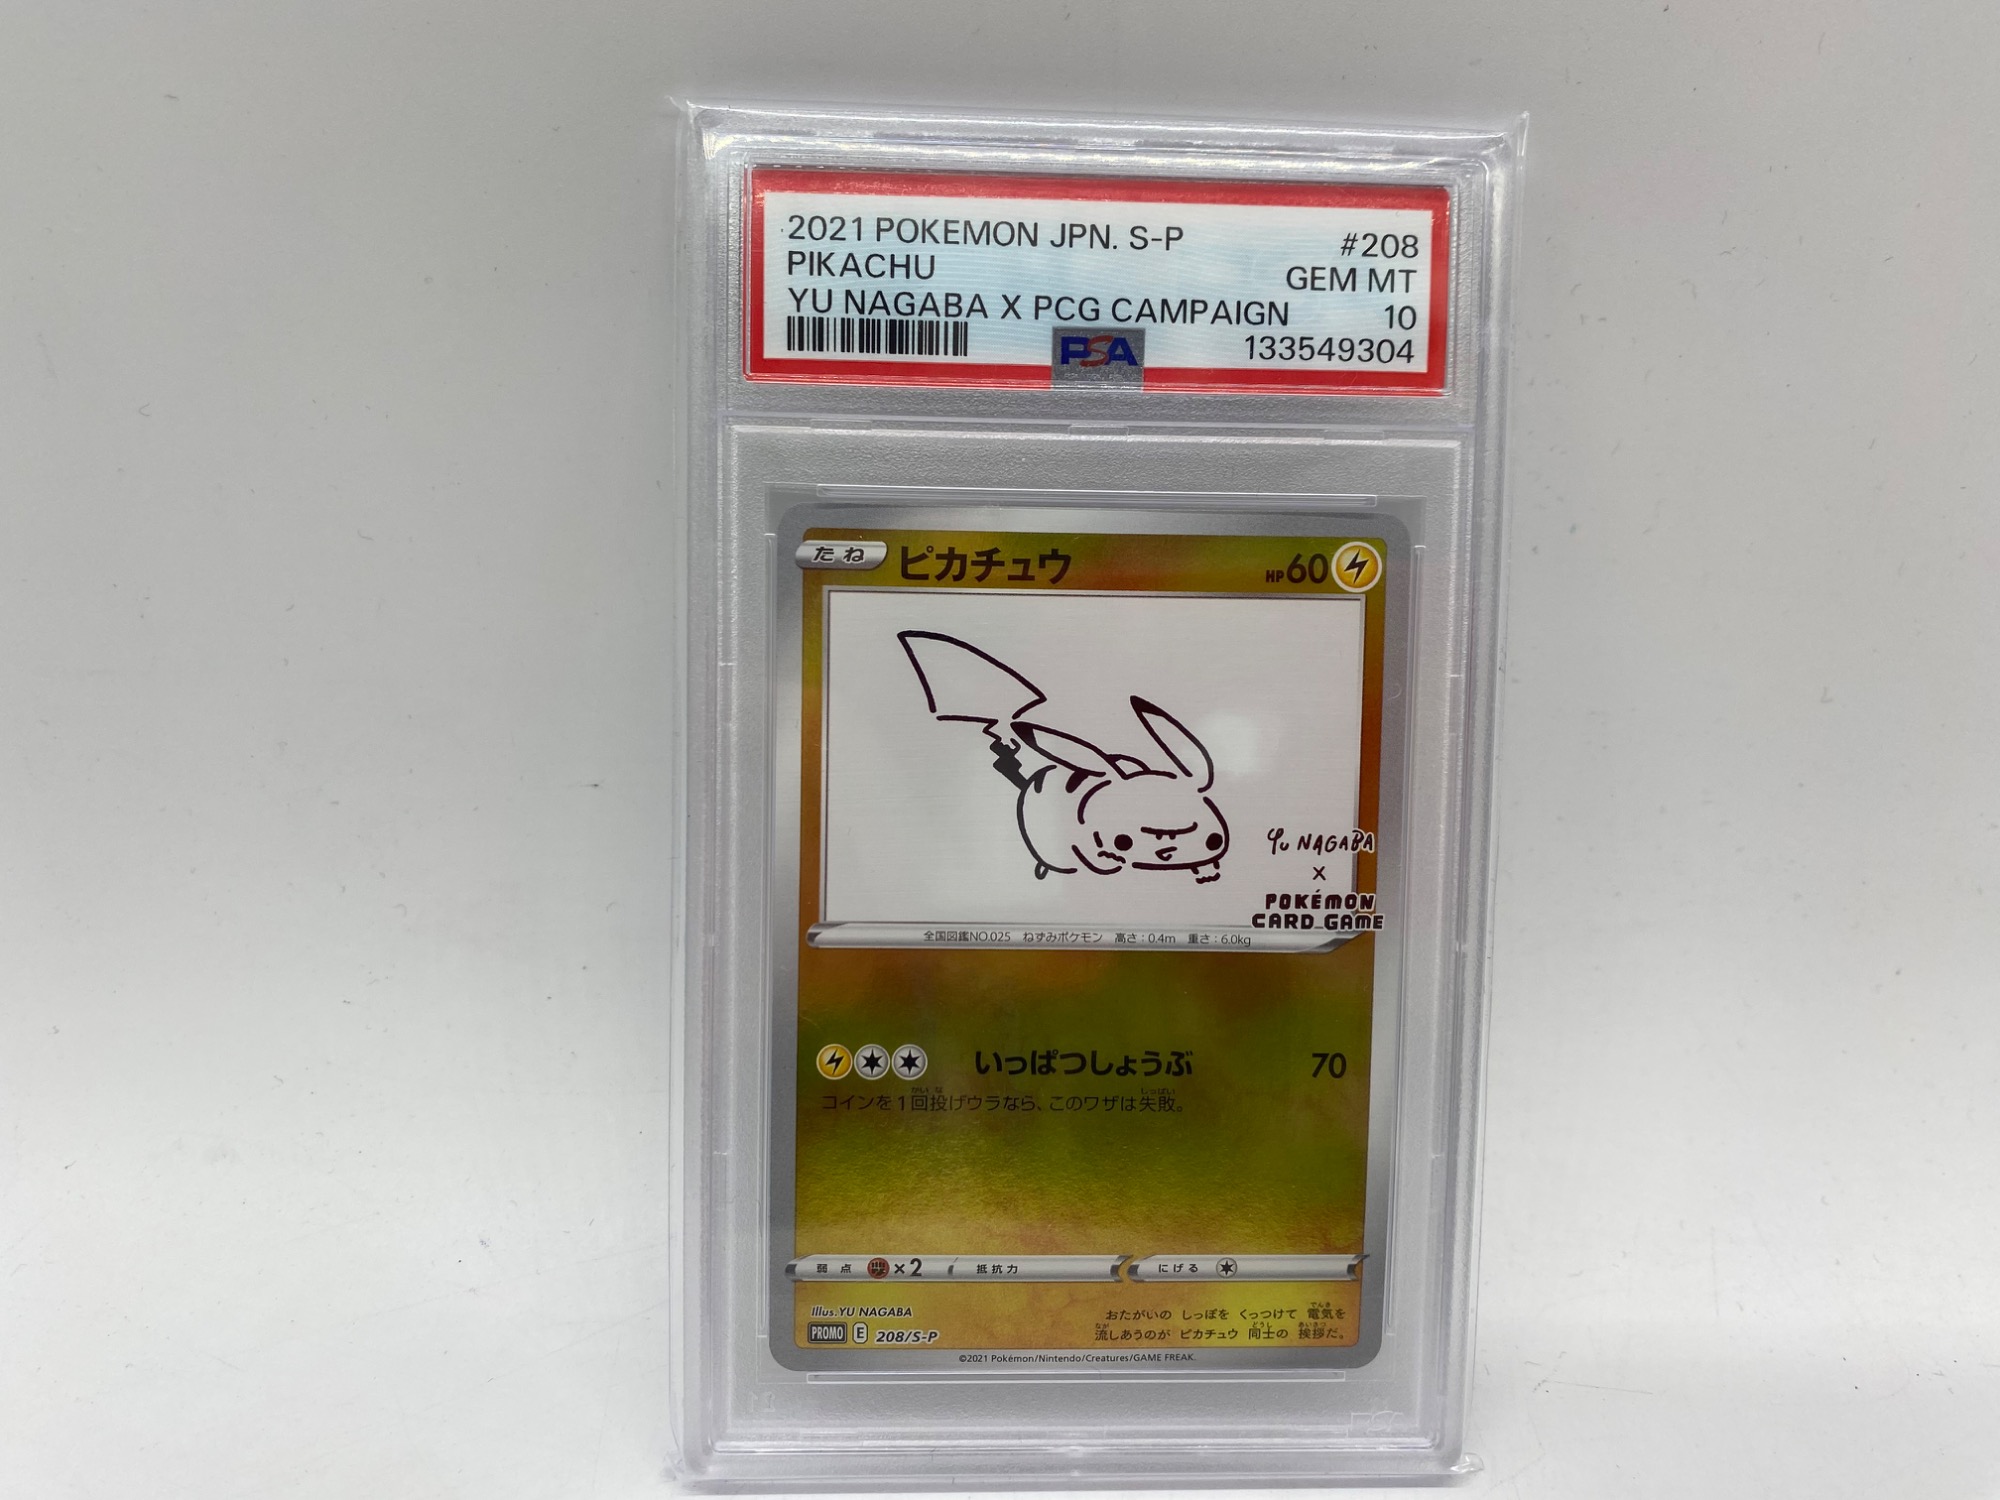 2021 POKEMON JPN. S-P #208
PIKACHU GEM MT
YU NAGABA X PCG CAMPAIGN 10
PSA 133549304
たね ピカチュウ HP60
YU NAGABA
X
POKÉMON
CARD GAME
全国図鑑NO.025 ねずみポケモン 高さ:0.4m 重さ:6.0kg
いっぱつしょうぶ 70
コインを1回投げウラなら、このワザは失敗。
弱点 ×2 抵抗力 にげる
Illus. YU NAGABA
PROMO E 208/S-P
おたがいの しっぽを くっつけて 電気を
流しあうのが ピカチュウ 同士の 挨拶だ。
©2021 Pokémon/Nintendo/Creatures/GAME FREAK.